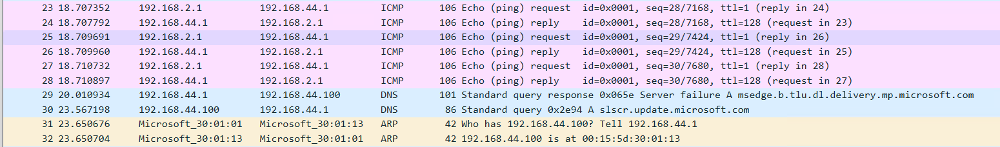 23 18.707352 192.168.2.1 192.168.44.1 ICMP 106 Echo (ping) request id=0x0001, seq=28/7168, ttl=1 (reply in 24)
24 18.707792 192.168.44.1 192.168.2.1 ICMP 106 Echo (ping) reply id=0x0001, seq=28/7168, ttl=128 (request in 23)
25 18.709691 192.168.2.1 192.168.44.1 ICMP 106 Echo (ping) request id=0x0001, seq=29/7424, ttl=1 (reply in 26)
26 18.709960 192.168.44.1 192.168.2.1 ICMP 106 Echo (ping) reply id=0x0001, seq=29/7424, ttl=128 (request in 25)
27 18.710732 192.168.2.1 192.168.44.1 ICMP 106 Echo (ping) request id=0x0001, seq=30/7680, ttl=1 (reply in 28)
28 18.710897 192.168.44.1 192.168.2.1 ICMP 106 Echo (ping) reply id=0x0001, seq=30/7680, ttl=128 (request in 27)
29 20.010934 192.168.44.1 192.168.44.100 DNS 101 Standard query response 0x065e Server failure A msedge.b.tlu.dl.delivery.mp.microsoft.com
30 23.567198 192.168.44.100 192.168.44.1 DNS 86 Standard query 0x2e94 A slscr.update.microsoft.com
31 23.650676 Microsoft_30:01:01 Microsoft_30:01:13 ARP 42 Who has 192.168.44.100? Tell 192.168.44.1
32 23.650704 Microsoft_30:01:13 Microsoft_30:01:01 ARP 42 192.168.44.100 is at 00:15:5d:30:01:13